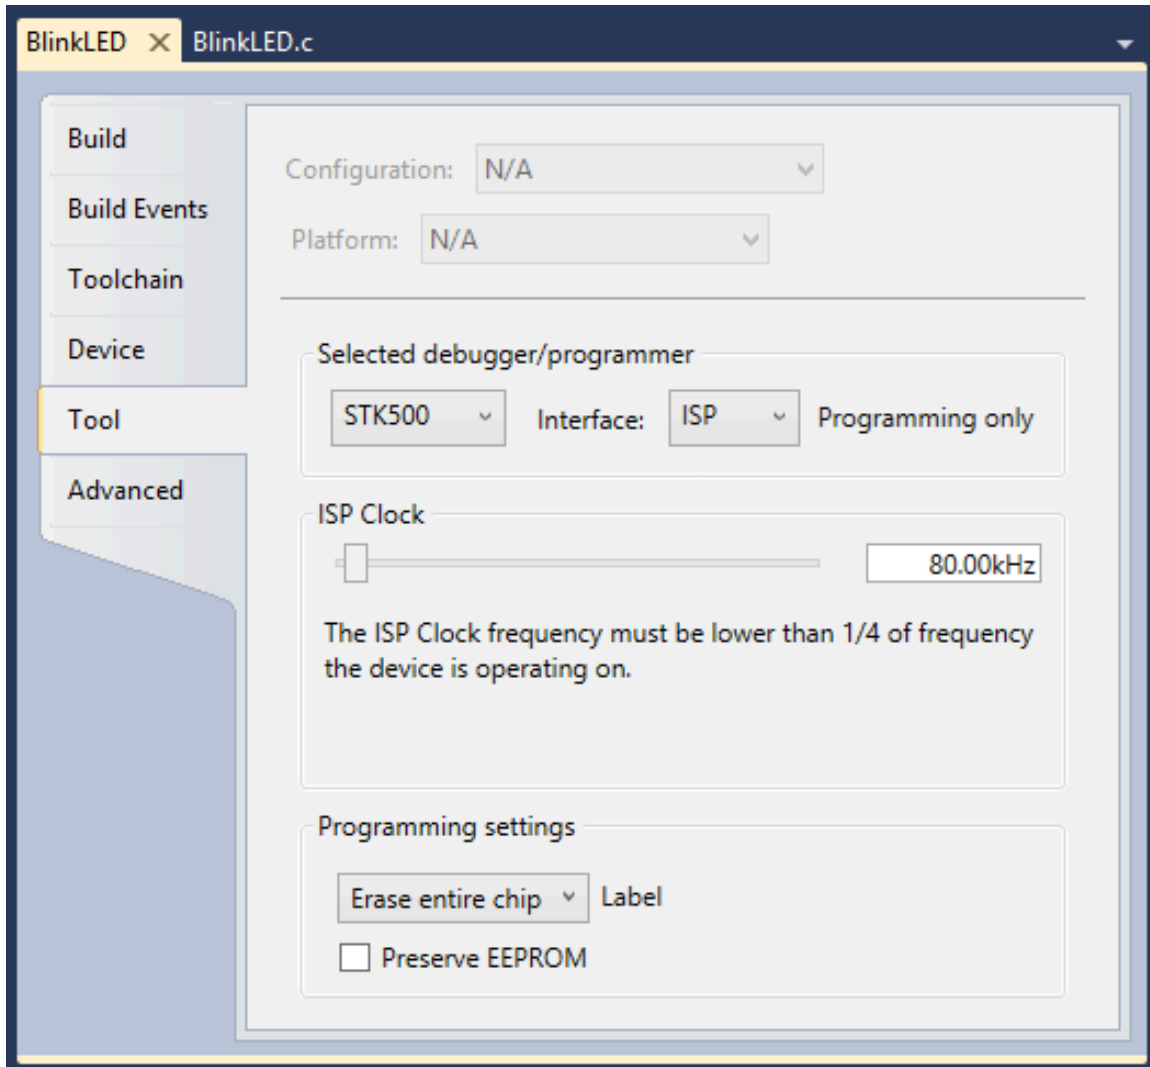 BlinkLED
BlinkLED.c
Build
Build Events
Toolchain
Device
Tool
Advanced
Configuration: N/A
Platform: N/A
Selected debugger/programmer
STK500 Interface: ISP Programming only
ISP Clock
80.00kHz
The ISP Clock frequency must be lower than 1/4 of frequency
the device is operating on.
Programming settings
Erase entire chip Label
Preserve EEPROM